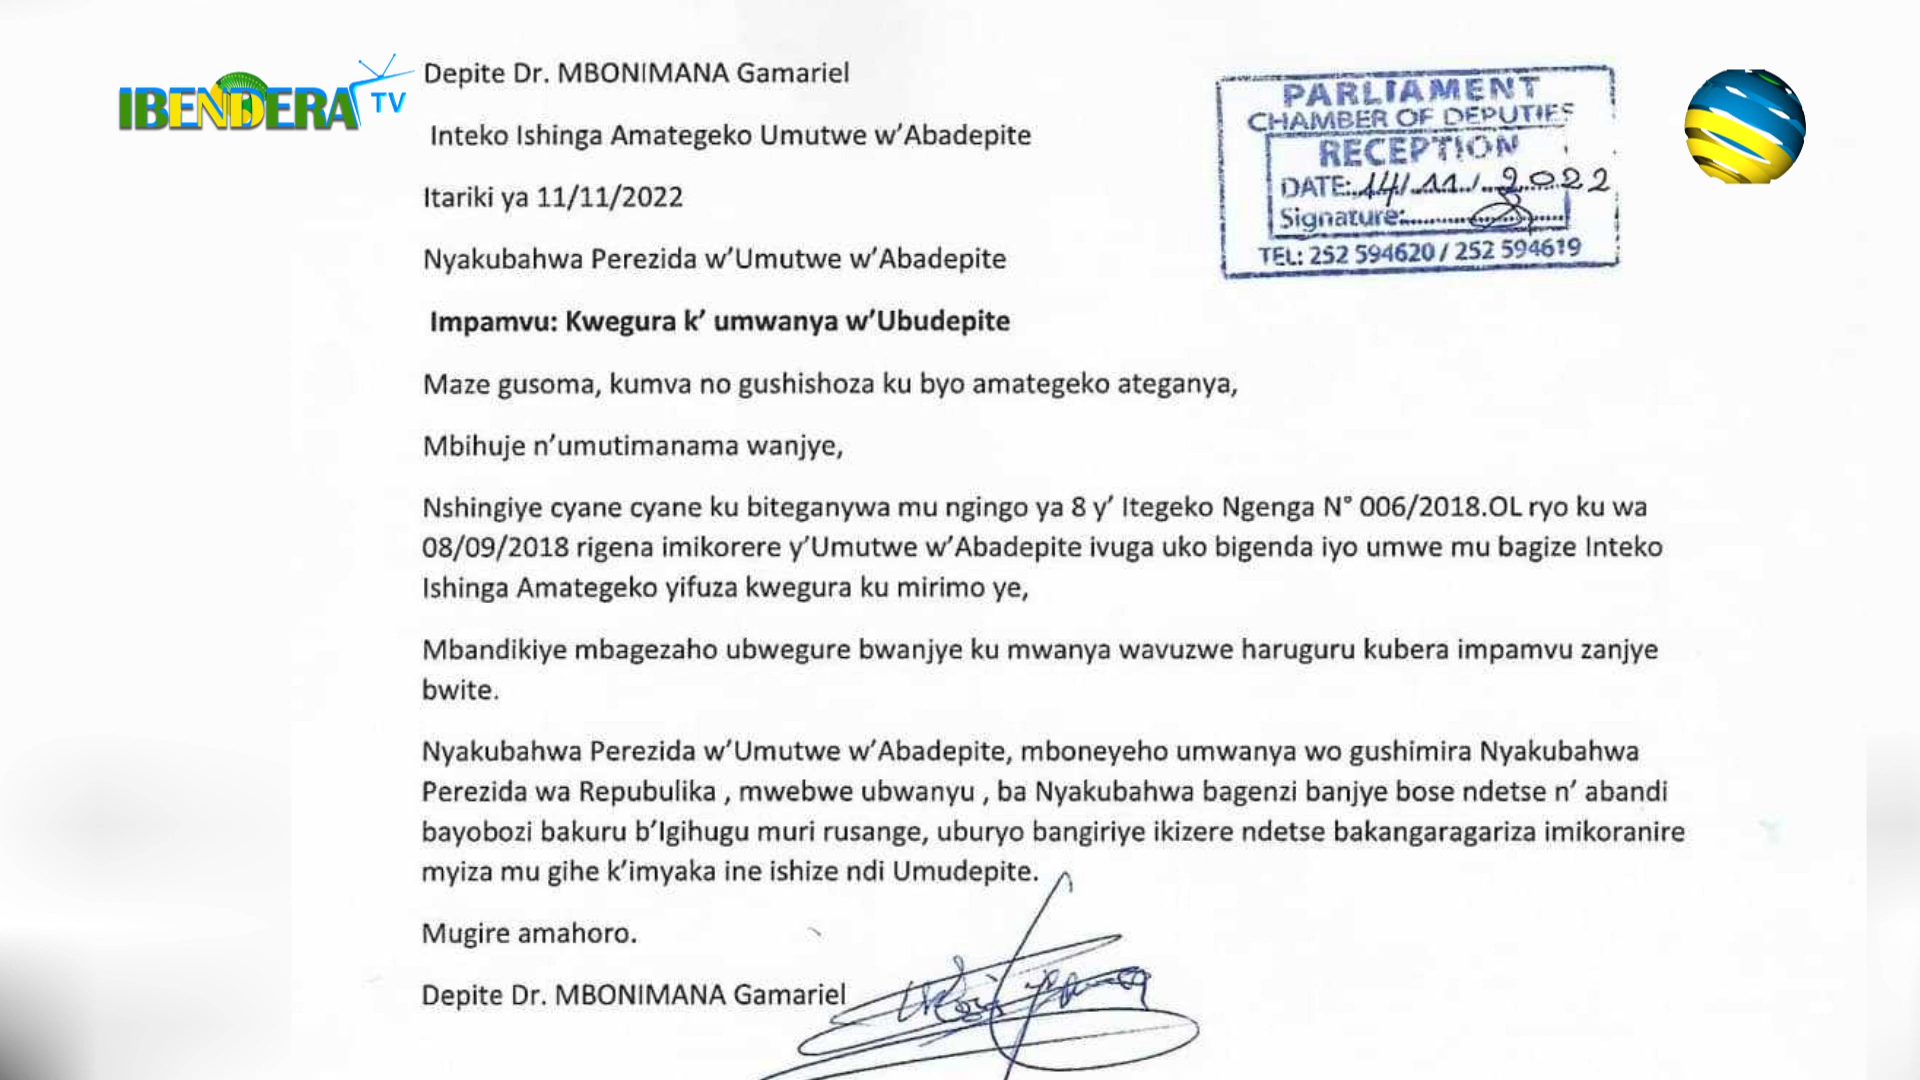 IBENDERA TV
Depite Dr. MBONIMANA Gamariel
Inteko Ishinga Amategeko Umutwe w'Abadepite
Itariki ya 11/11/2022
Nyakubahwa Perezida w'Umutwe w'Abadepite
Impamvu: Kwegura k' umwanya w'Ubudepite
PARLIAMENT
CHAMBER OF DEPUTIES
RECEPTION
DATE: 14/11/2022
Signature:
TEL: 252 594620 / 252 594619
Maze gusoma, kumva no gushishoza ku byo amategeko ateganya,
Mbihuje n'umutimanama wanjye,
Nshingiye cyane cyane ku biteganywa mu ngingo ya 8 y' Itegeko Ngenga N° 006/2018.OL ryo ku wa
08/09/2018 rigena imikorere y'Umutwe w'Abadepite ivuga uko bigenda iyo umwe mu bagize Inteko
Ishinga Amategeko yifuza kwegura ku mirimo ye,
Mbandikiye mbagezaho ubwegure bwanjye ku mwanya wavuzwe haruguru kubera impamvu zanjye
bwite.
Nyakubahwa Perezida w'Umutwe w'Abadepite, mboneyeho umwanya wo gushimira Nyakubahwa
Perezida wa Repubulika , mwebwe ubwanyu , ba Nyakubahwa bagenzi banjye bose ndetse n' abandi
bayobozi bakuru b'Igihugu muri rusange, uburyo bangiriye ikizere ndetse bakangaragariza imikoranire
myiza mu gihe k'imyaka ine ishize ndi Umudepite.
Mugire amahoro.
Depite Dr. MBONIMANA Gamariel